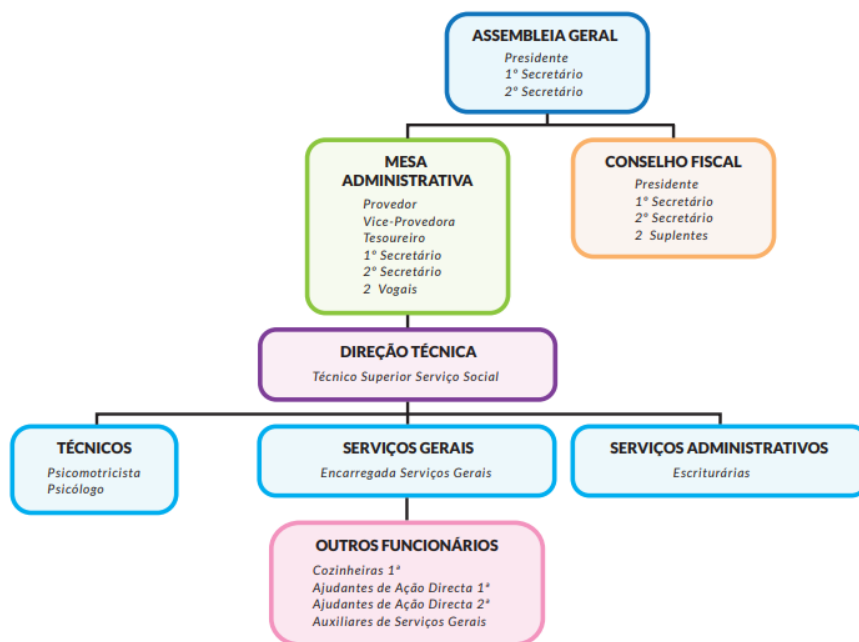 ASSEMBLEIA GERAL
Presidente
1º Secretário
2º Secretário
MESA
ADMINISTRATIVA
Provedor
Vice-Provedora
Tesoureiro
1º Secretário
2º Secretário
2 Vogais
CONSELHO FISCAL
Presidente
1º Secretário
2º Secretário
2 Suplentes
DIREÇÃO TÉCNICA
Técnico Superior Serviço Social
TÉCNICOS
Psicomotricista
Psicólogo
SERVIÇOS GERAIS
Encarregada Serviços Gerais
SERVIÇOS ADMINISTRATIVOS
Escriturárias
OUTROS FUNCIONÁRIOS
Cozinheiras 1ª
Ajudantes de Ação Directa 1ª
Ajudantes de Ação Directa 2ª
Auxiliares de Serviços Gerais